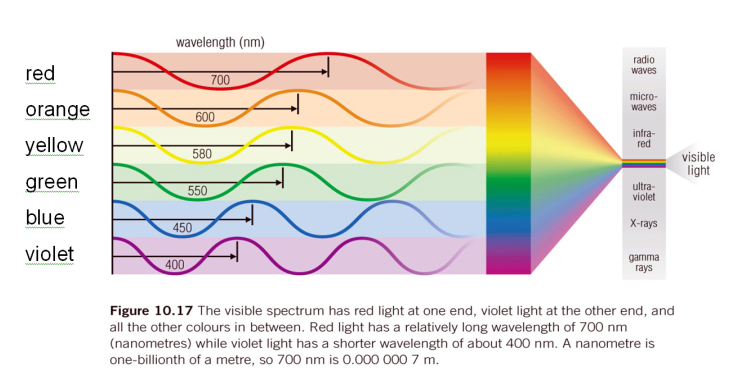 wavelength (nm)
red
700
orange
600
yellow
580
green
550
blue
450
violet
400
radio
waves
micro-
waves
infra-
red
visible
light
ultra-
violet
X-rays
gamma
rays
Figure 10.17 The visible spectrum has red light at one end, violet light at the other end, and
all the other colours in between. Red light has a relatively long wavelength of 700 nm
(nanometres) while violet light has a shorter wavelength of about 400 nm. A nanometre is
one-billionth of a metre, so 700 nm is 0.000 000 7 m.